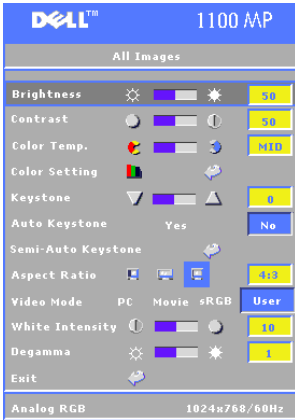 DELL™ 1100 MP
All Images
Brightness 50
Contrast 50
Color Temp. MID
Color Setting
Keystone 0
Auto Keystone Yes No
Semi-Auto Keystone
Aspect Ratio 4:3
Video Mode PC Movie sRGB User
White Intensity 10
Degamma 1
Exit
Analog RGB 1024x768/60Hz